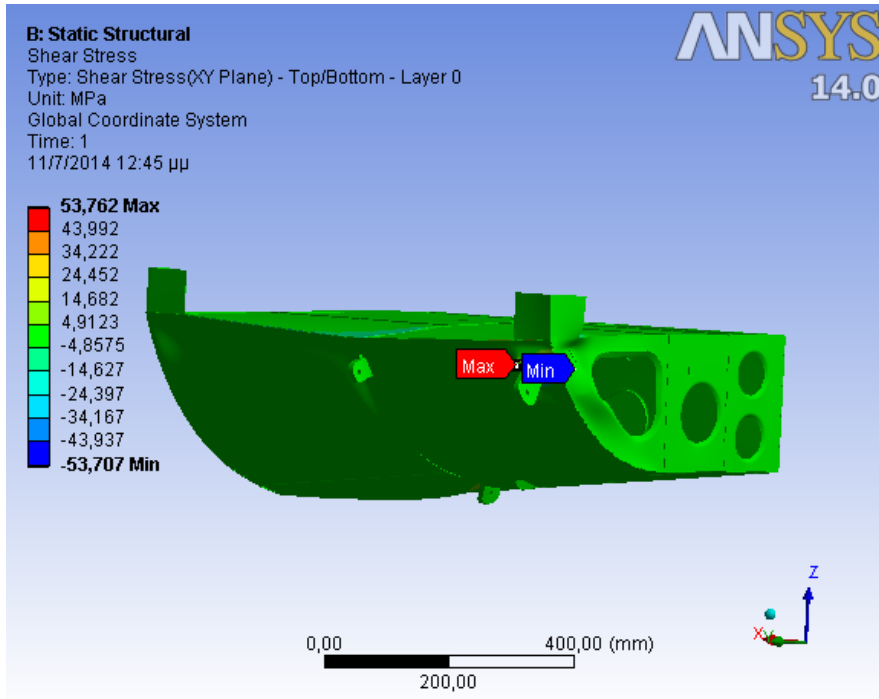 B: Static Structural
Shear Stress
Type: Shear Stress(XY Plane) - Top/Bottom - Layer 0
Unit: MPa
Global Coordinate System
Time: 1
11/7/2014 12:45 μμ
ANSYS
14.0
53,762 Max
43,992
34,222
24,452
14,682
4,9123
-4,8575
-14,627
-24,397
-34,167
-43,937
-53,707 Min
Max
Min
Z
X
Y
0,00
400,00 (mm)
200,00